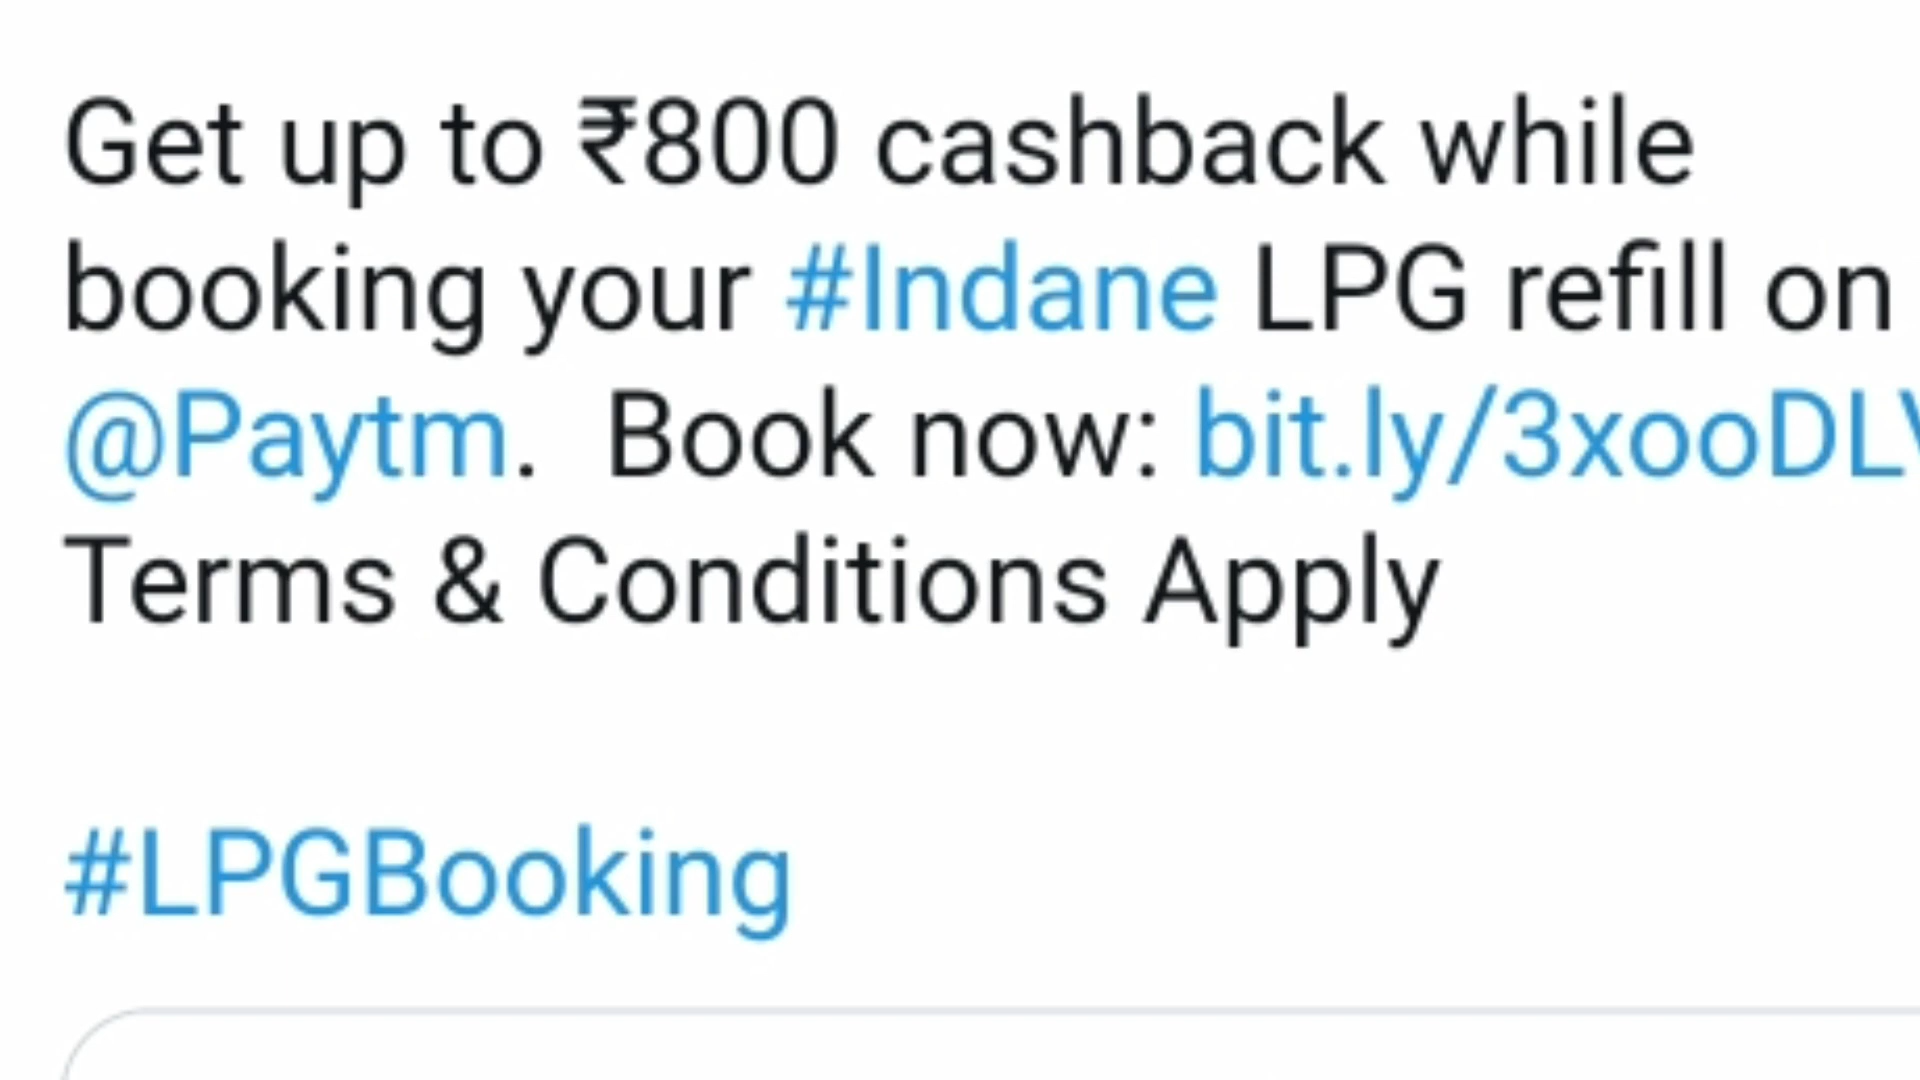 Get up to ₹800 cashback while
booking your #Indane LPG refill on
@Paytm.  Book now: bit.ly/3xooDLV
Terms & Conditions Apply
#LPGBooking